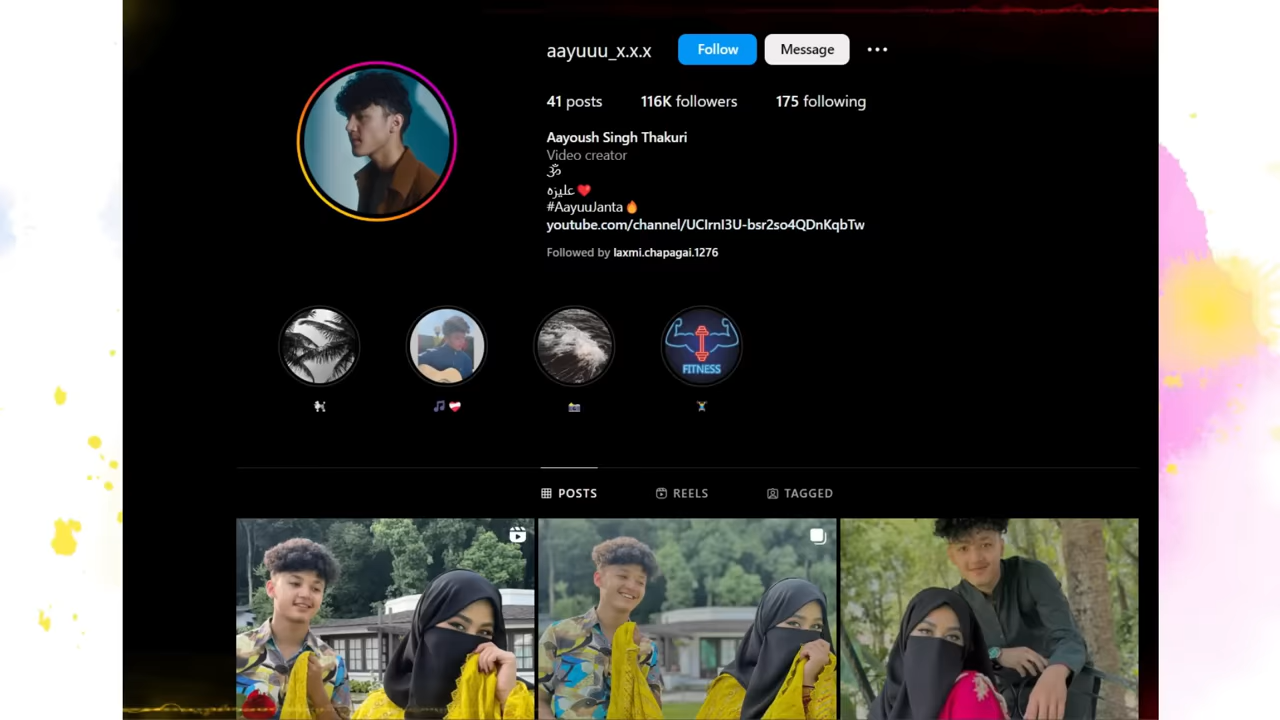 aayuuu_x.x.x Follow Message
41 posts 116K followers 175 following
Aayoush Singh Thakuri
Video creator
ॐ
علیزہ❤️
#AayuuJanta🔥
youtube.com/channel/UCIrnI3U-bsr2so4QDnKqbTw
Followed by laxmi.chapagai.1276
FITNESS
POSTS REELS TAGGED